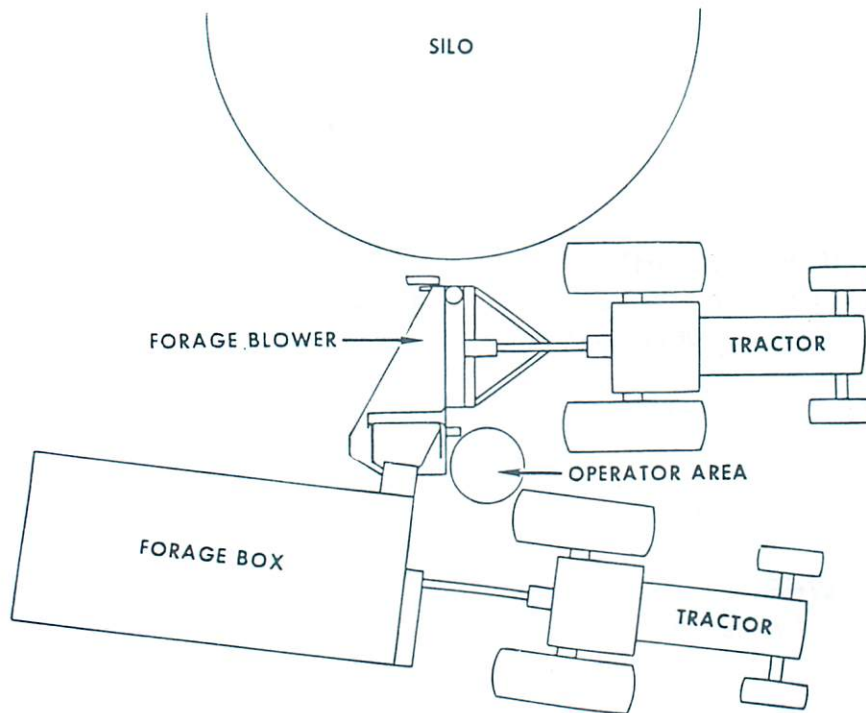 SILO
FORAGE BLOWER
TRACTOR
OPERATOR AREA
FORAGE BOX
TRACTOR